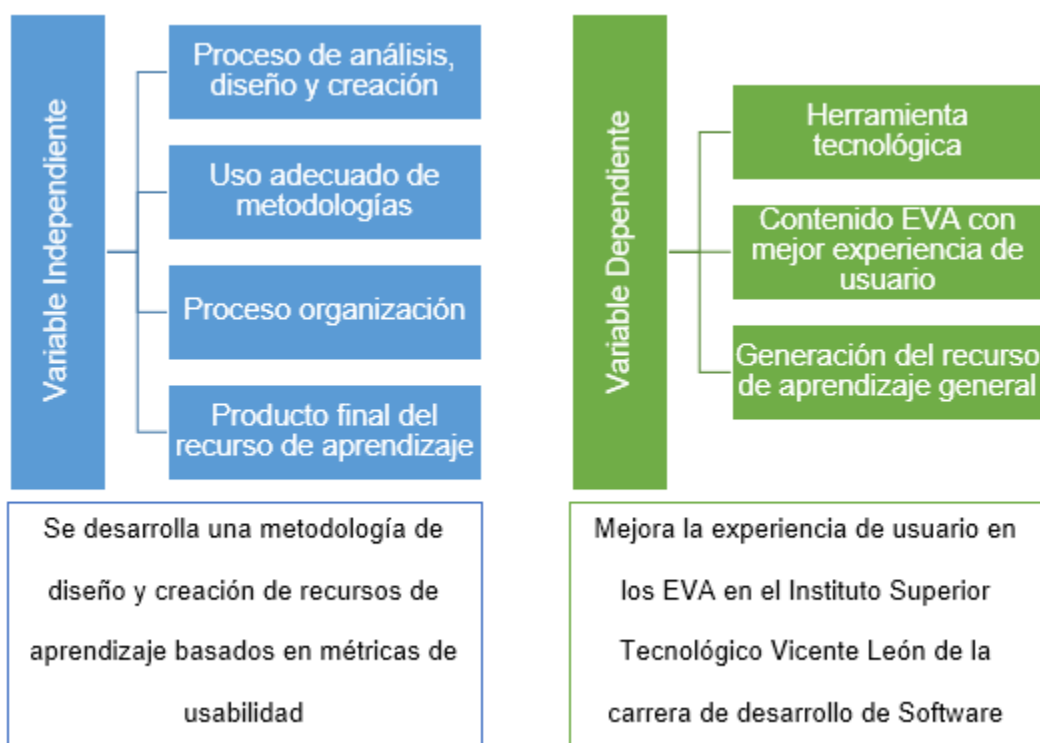 Variable Independiente
Proceso de análisis,
diseño y creación
Uso adecuado de
metodologías
Proceso organización
Producto final del
recurso de aprendizaje
Se desarrolla una metodología de
diseño y creación de recursos de
aprendizaje basados en métricas de
usabilidad
Variable Dependiente
Herramienta
tecnológica
Contenido EVA con
mejor experiencia de
usuario
Generación del recurso
de aprendizaje general
Mejora la experiencia de usuario en
los EVA en el Instituto Superior
Tecnológico Vicente León de la
carrera de desarrollo de Software